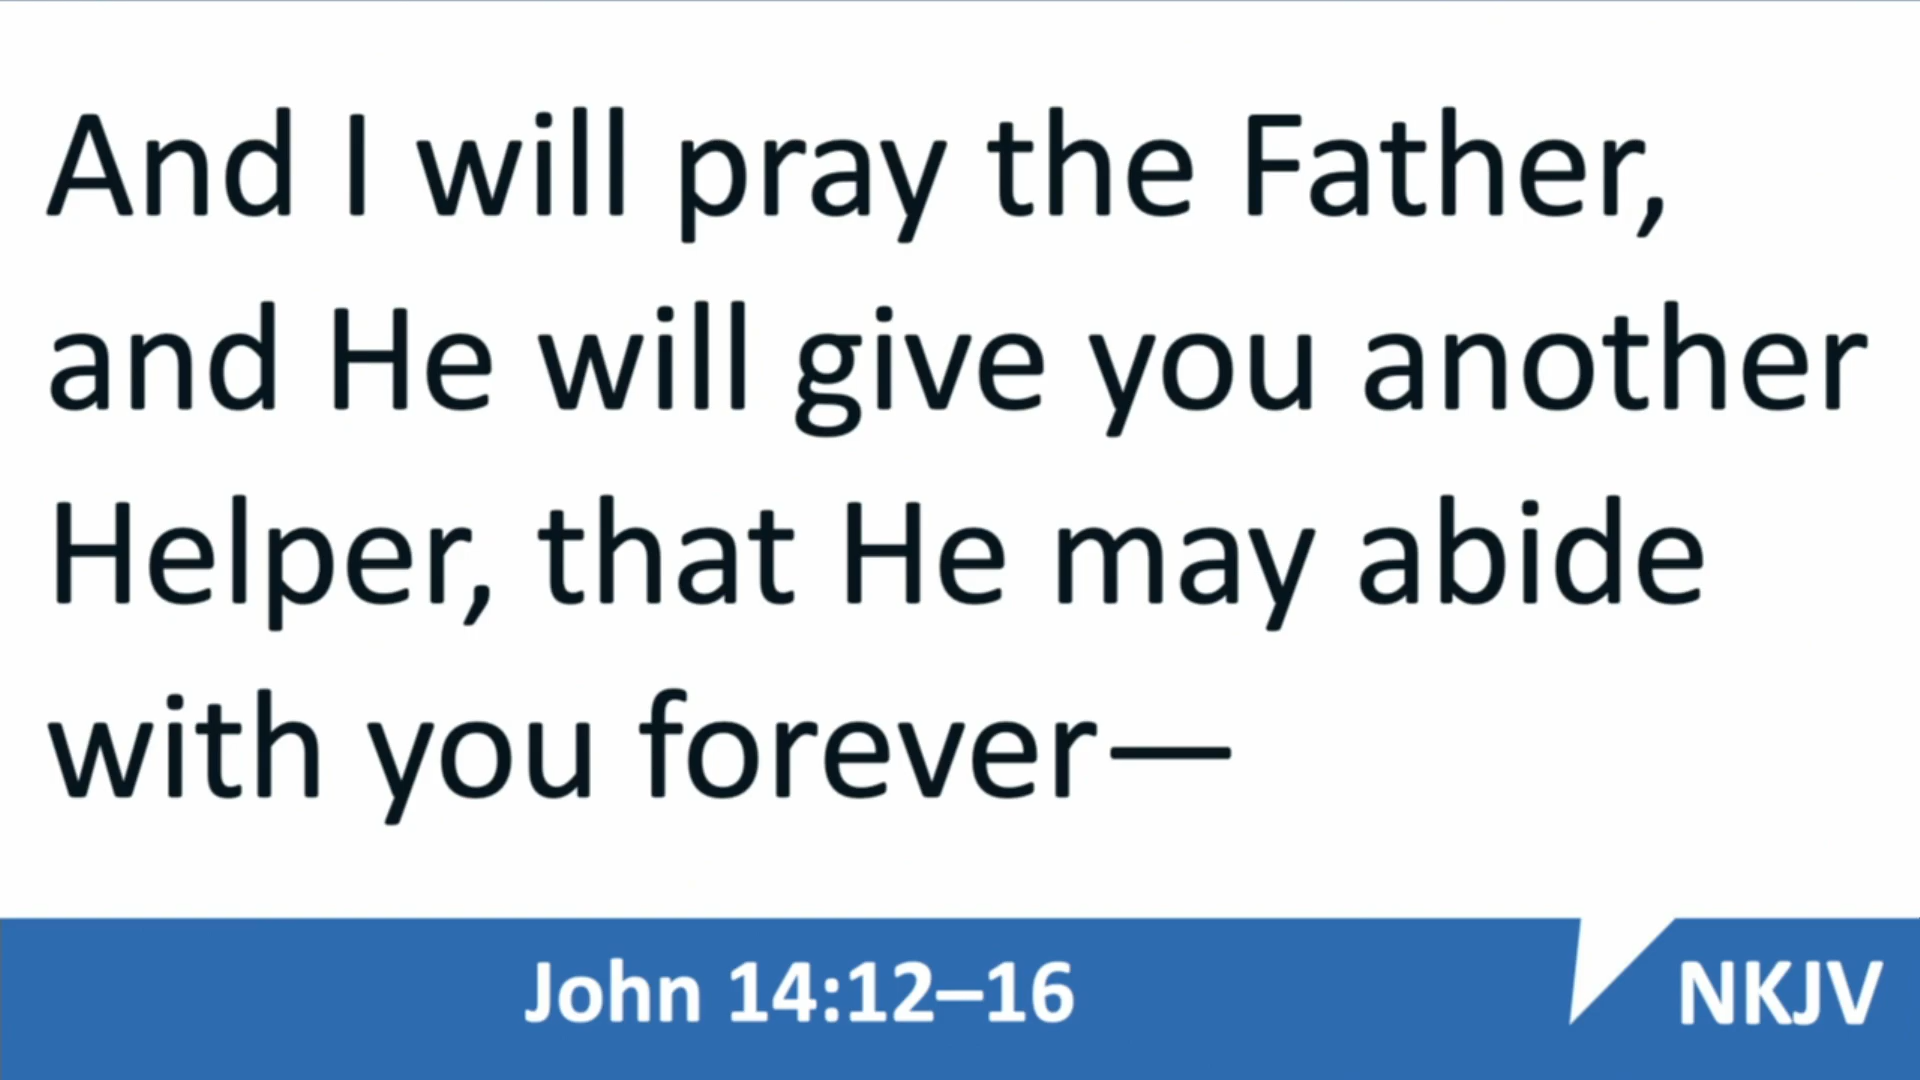 And I will pray the Father,
and He will give you another
Helper, that He may abide
with you forever—
John 14:12–16
NKJV